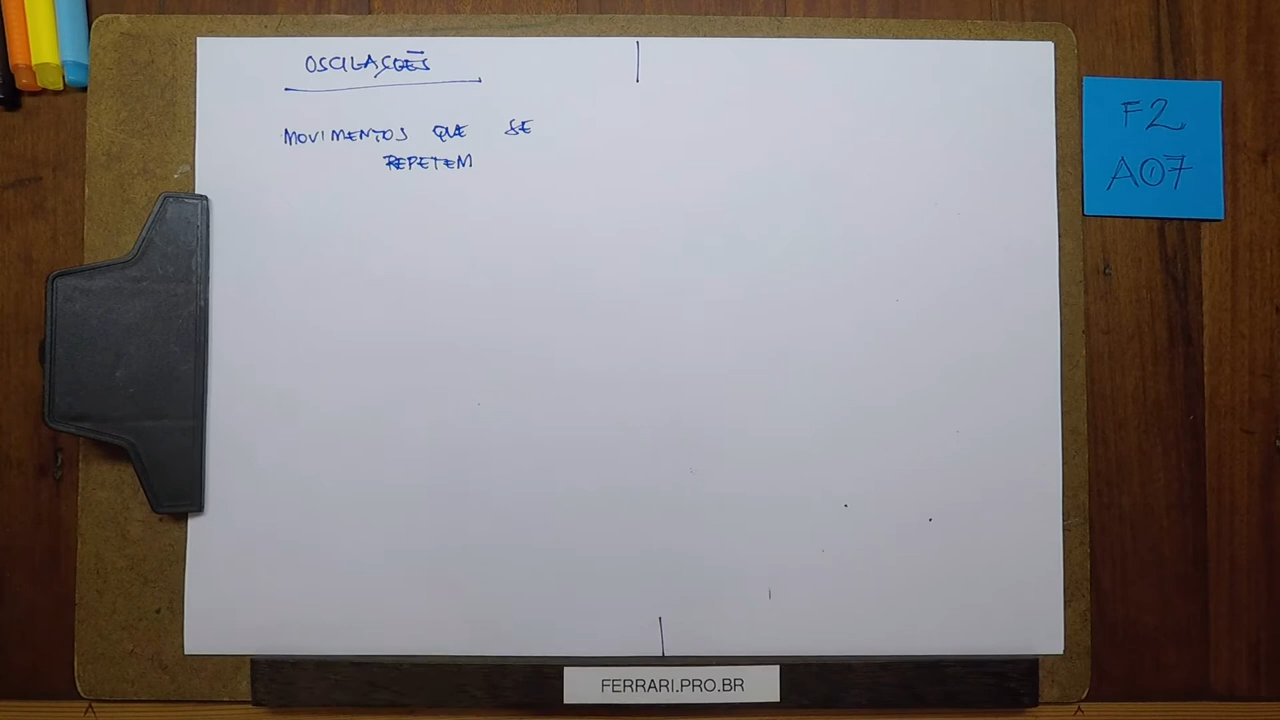 OSCILAÇÕES
MOVIMENTOS QUE SE
REPETEM
F2
A07
FERRARI.PRO.BR